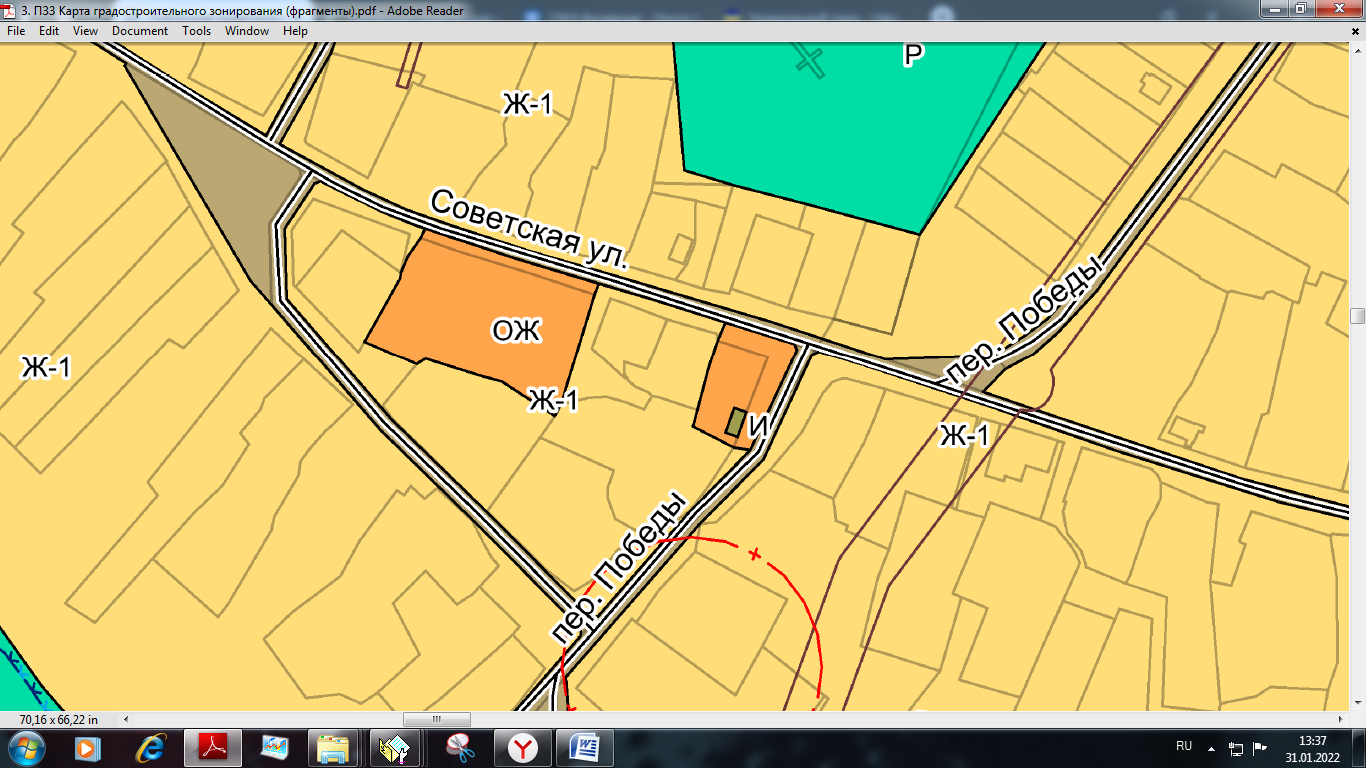 3. ПЗЗ Карта градостроительного зонирования (фрагменты).pdf - Adobe Reader
File Edit View Document Tools Window Help
Р
Ж-1
Советская ул.
пер. Победы
ОЖ
Ж-1
Ж-1
И
Ж-1
пер. Победы
70,16 x 66,22 in
RU
13:37
31.01.2022